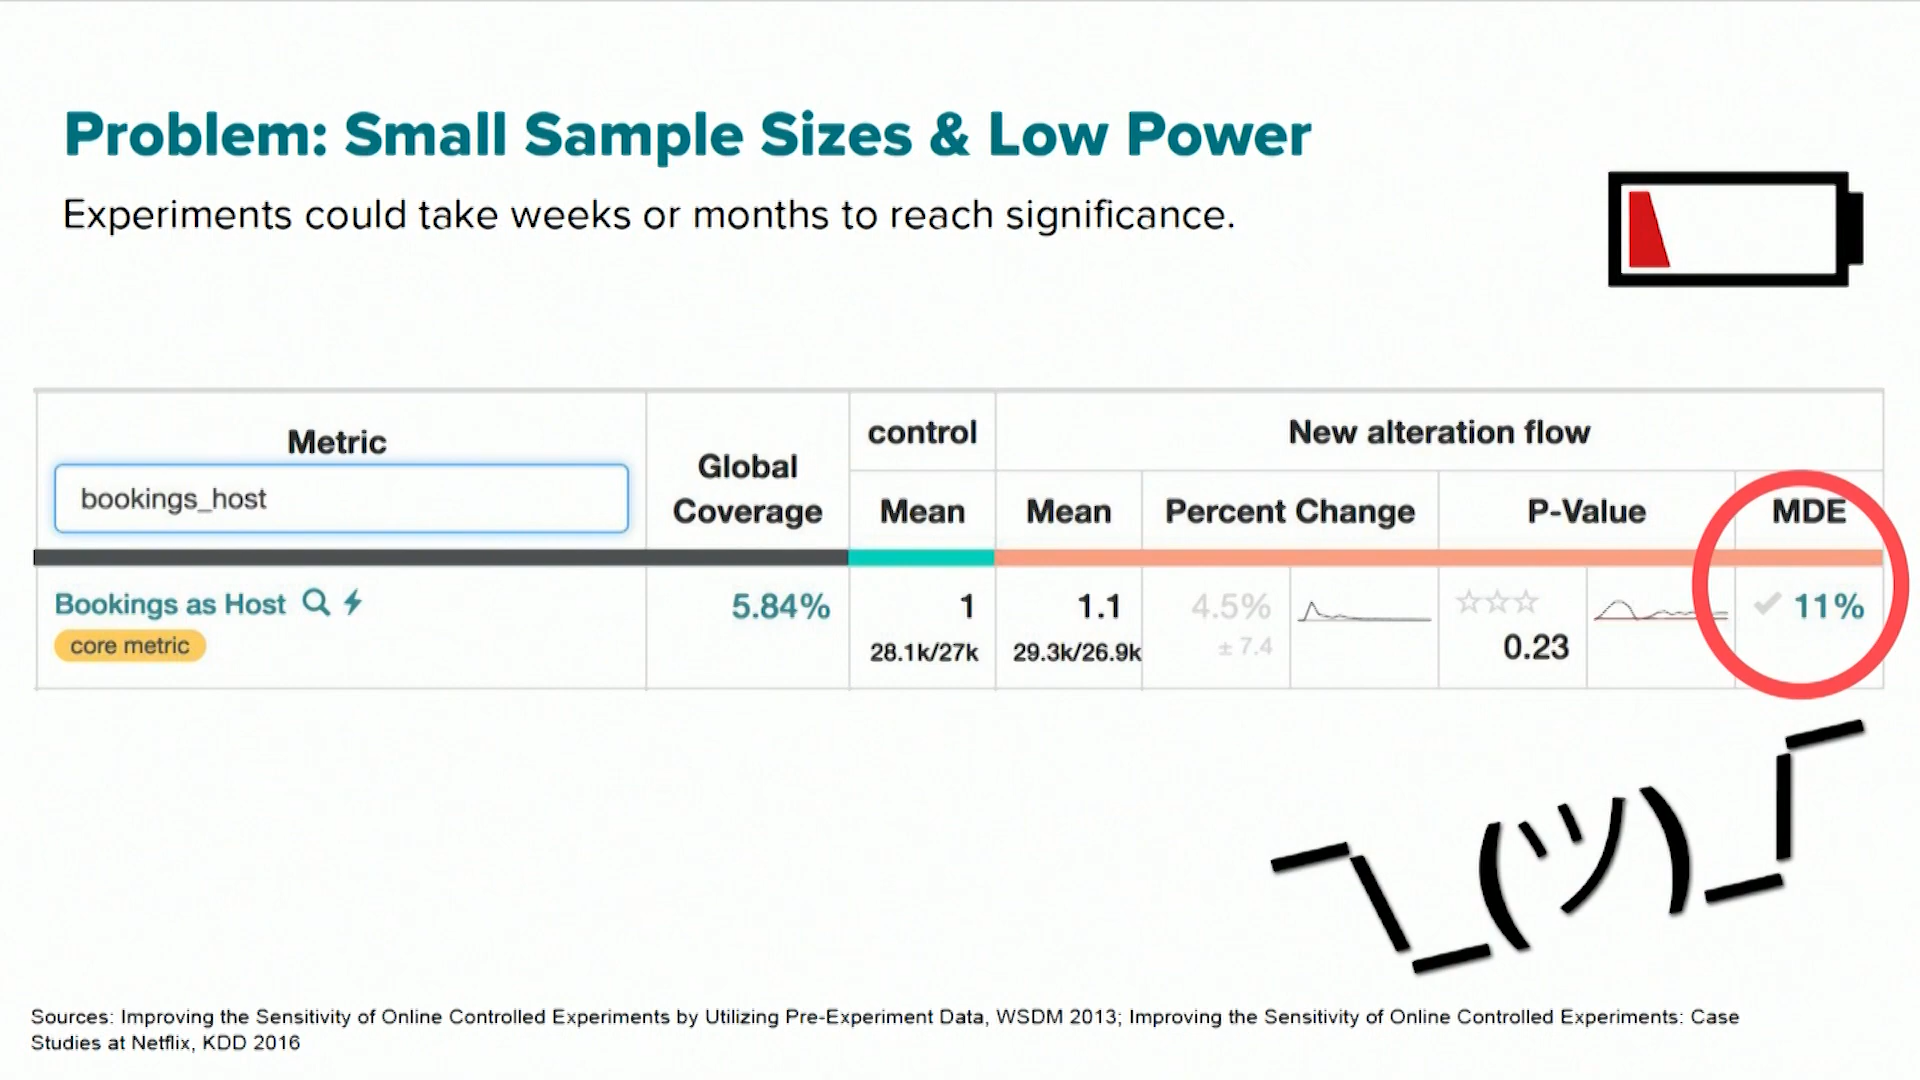 Problem: Small Sample Sizes & Low Power
Experiments could take weeks or months to reach significance.
Metric
bookings_host
Global
Coverage
control
New alteration flow
Mean
Mean
Percent Change
P-Value
MDE
Bookings as Host
core metric
5.84%
1
28.1k/27k
1.1
29.3k/26.9k
4.5%
± 7.4
0.23
11%
¯\_(ツ)_/¯
Sources: Improving the Sensitivity of Online Controlled Experiments by Utilizing Pre-Experiment Data, WSDM 2013; Improving the Sensitivity of Online Controlled Experiments: Case
Studies at Netflix, KDD 2016